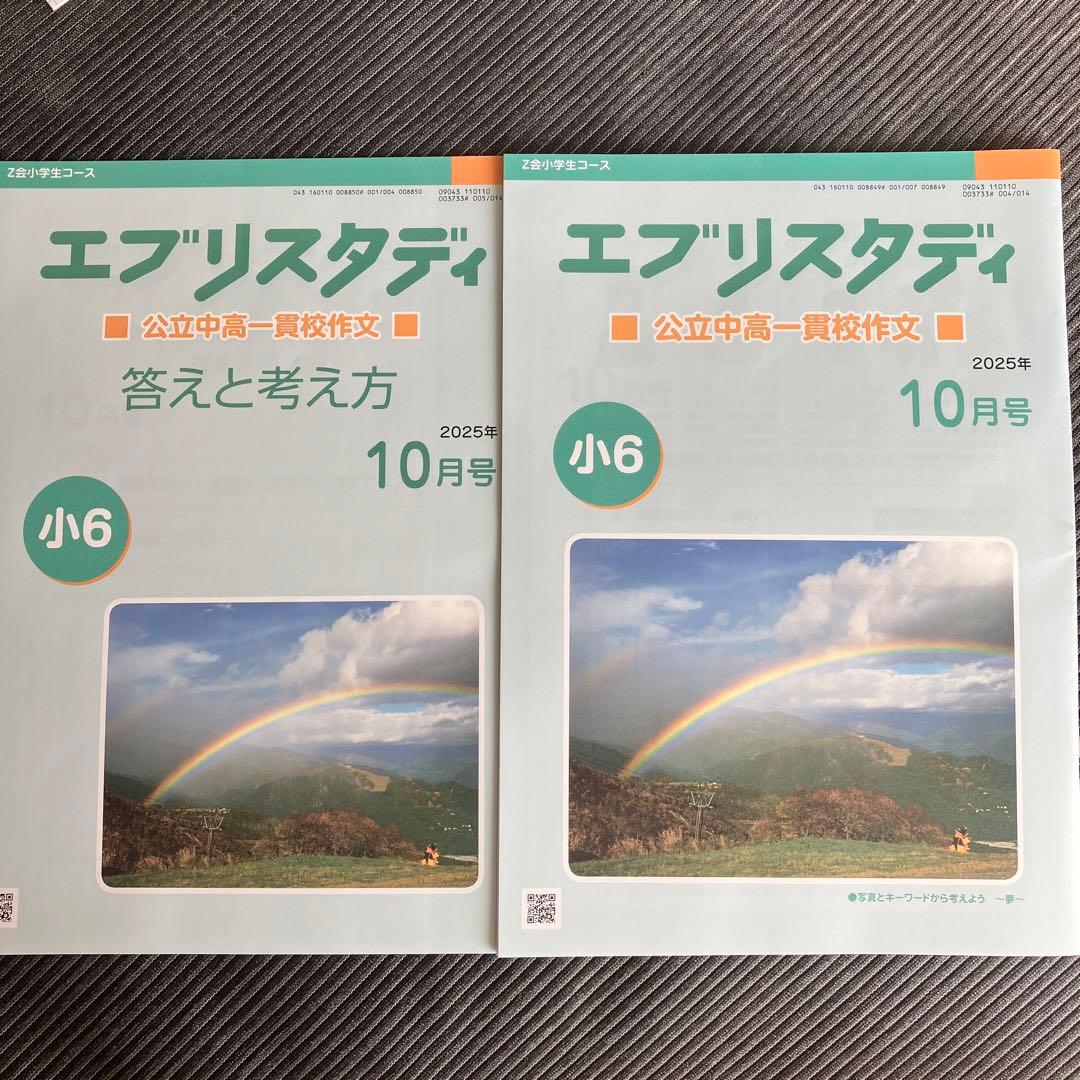 Z会小学生コース
043 160110 008850# 001/004 008850
09043 110110
003733# 005/014
エブリスタディ
■ 公立中高一貫校作文 ■
答えと考え方
2025年
10月号
小6
Z会小学生コース
043 160110 008849# 001/007 008849
09043 110110
003733# 004/014
エブリスタディ
■ 公立中高一貫校作文 ■
2025年
10月号
小6
●写真とキーワードから考えよう ～夢～